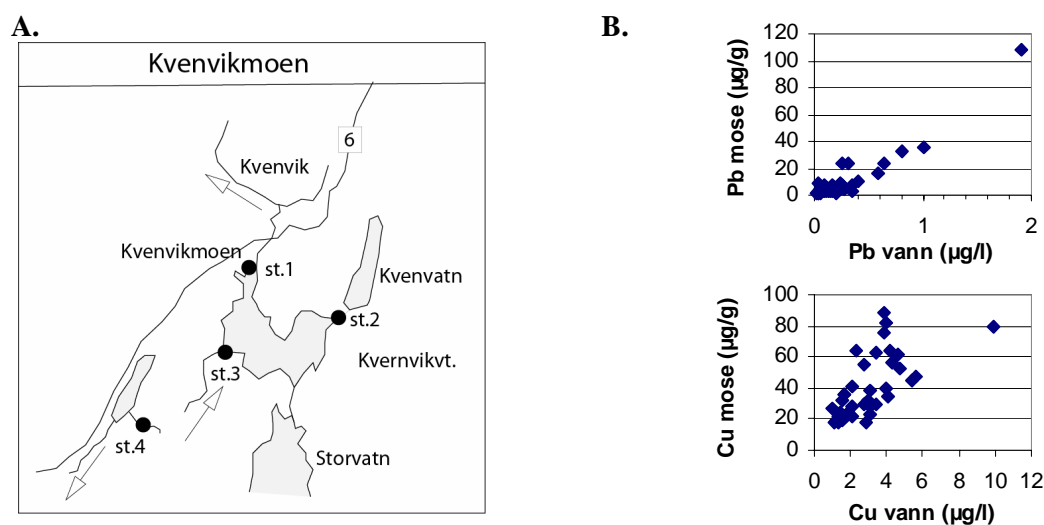 A.
Kvenvikmoen
6
Kvenvik
Kvenvikmoen
st.1
Kvenvatn
st.2
Kvernvikvt.
st.3
st.4
Storvatn
B.
Pb mose (µg/g)
120
100
80
60
40
20
0
0 1 2
Pb vann (µg/l)
Cu mose (µg/g)
100
80
60
40
20
0
0 2 4 6 8 10 12
Cu vann (µg/l)